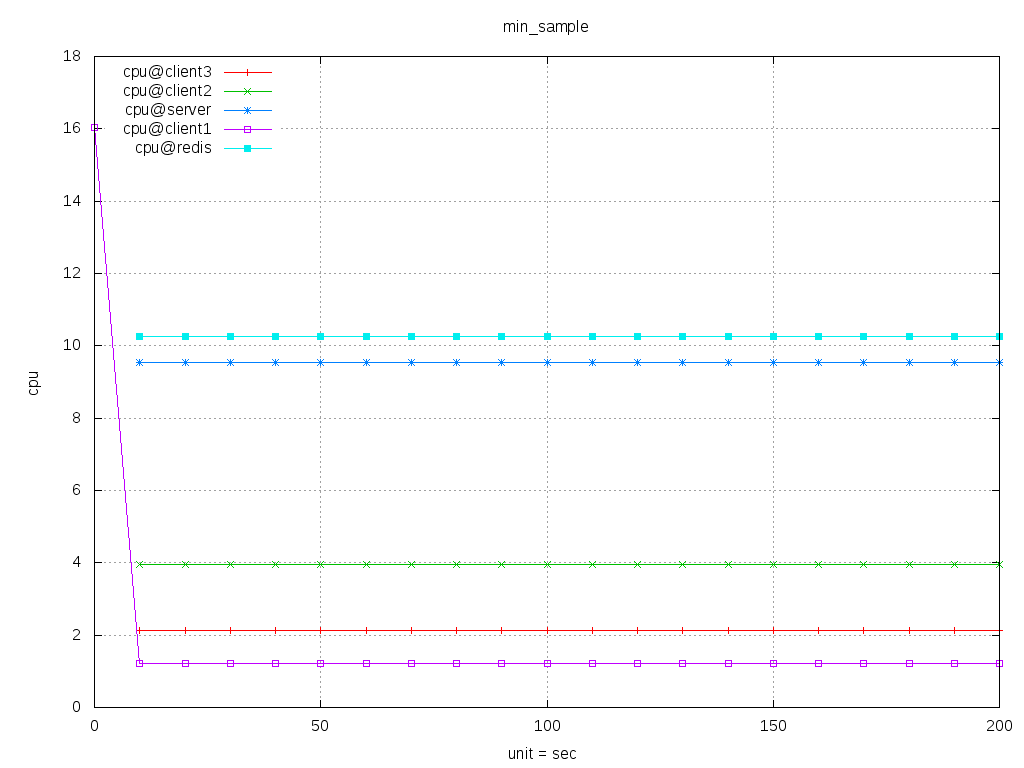 min_sample
18
16
14
12
10
8
6
4
2
0
cpu
cpu@client3
cpu@client2
cpu@server
cpu@client1
cpu@redis
0 50 100 150 200
unit = sec